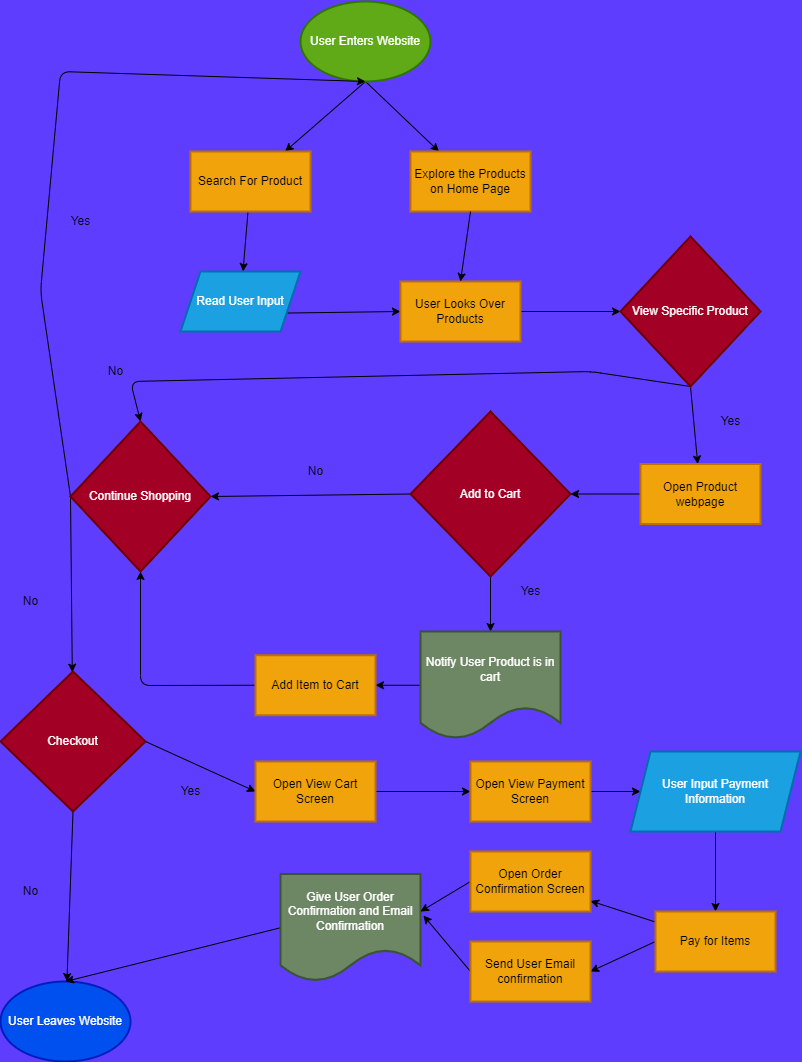 User Enters Website
Search For Product
Explore the Products
on Home Page
Yes
Read User Input
User Looks Over
Products
View Specific Product
No
Yes
Continue Shopping
No
Add to Cart
Open Product
webpage
Yes
No
Notify User Product is in
cart
Add Item to Cart
Checkout
Yes
Open View Cart
Screen
Open View Payment
Screen
User Input Payment
Information
No
Give User Order
Confirmation and Email
Confirmation
Open Order
Confirmation Screen
Pay for Items
Send User Email
confirmation
User Leaves Website